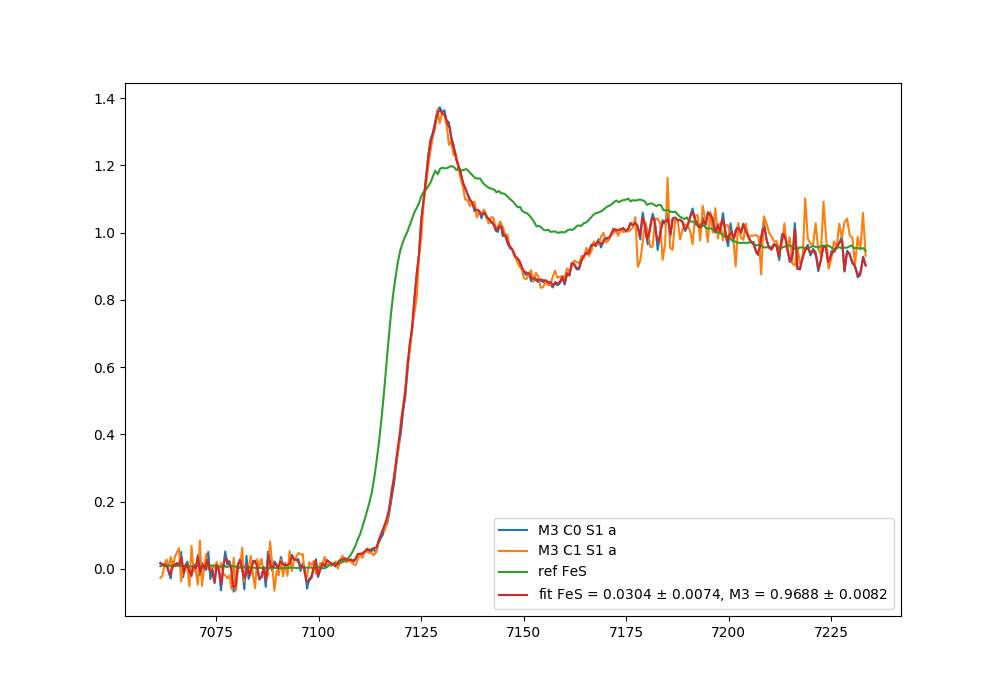 1.4
1.2
1.0
0.8
0.6
0.4
0.2
0.0
M3 C0 S1 a
M3 C1 S1 a
ref FeS
fit FeS = 0.0304 ± 0.0074, M3 = 0.9688 ± 0.0082
7075 7100 7125 7150 7175 7200 7225